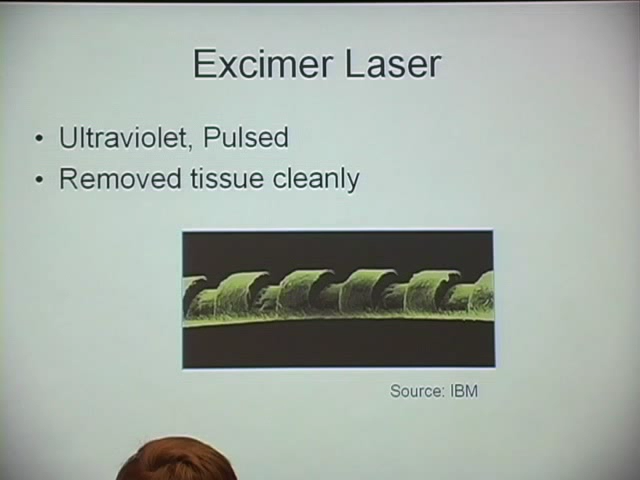 Excimer Laser
• Ultraviolet, Pulsed
• Removed tissue cleanly
Source: IBM